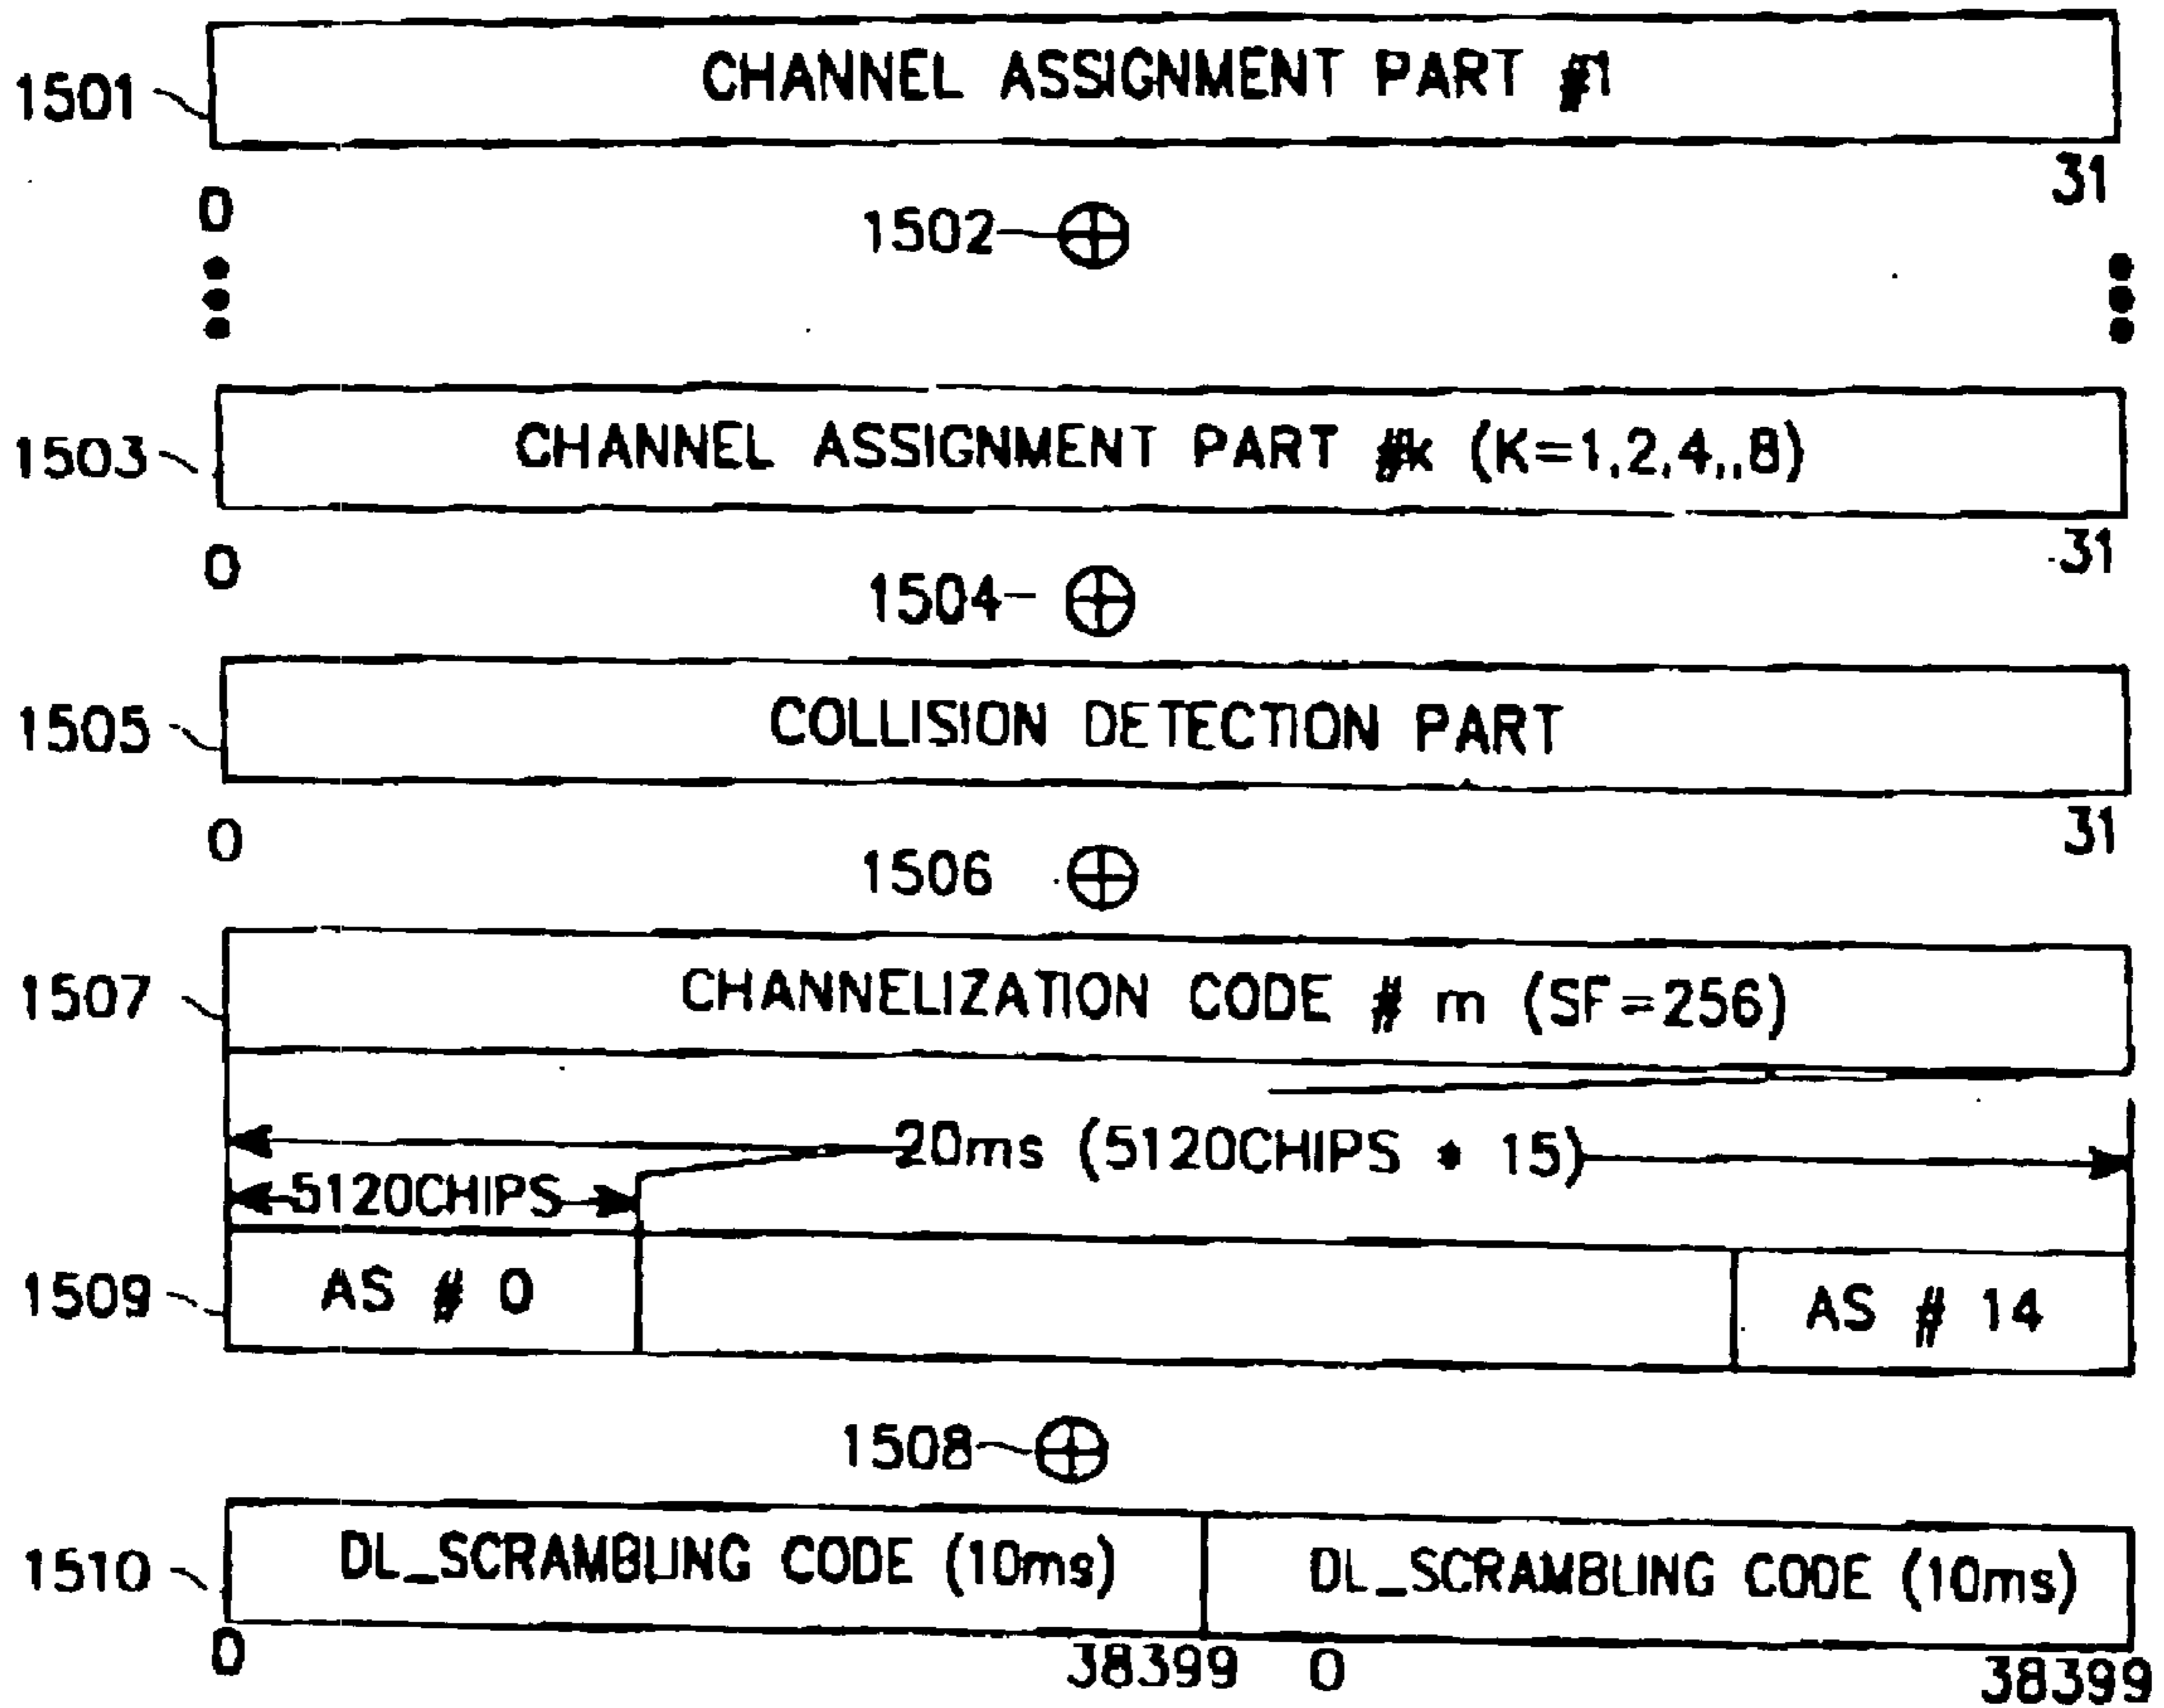 CHANNEL ASSIGNMENT PART #1
1501
0 31
1502
CHANNEL ASSIGNMENT PART #k (K=1,2,4,,8)
1503
0 31
1504
COLLISION DETECTION PART
1505
0 31
1506
CHANNELIZATION CODE # m (SF=256)
1507
20ms (5120CHIPS * 15)
5120CHIPS
1509
AS # 0 AS # 14
1508
DL_SCRAMBLING CODE (10ms) DL_SCRAMBLING CODE (10ms)
1510
0 38399 0 38399